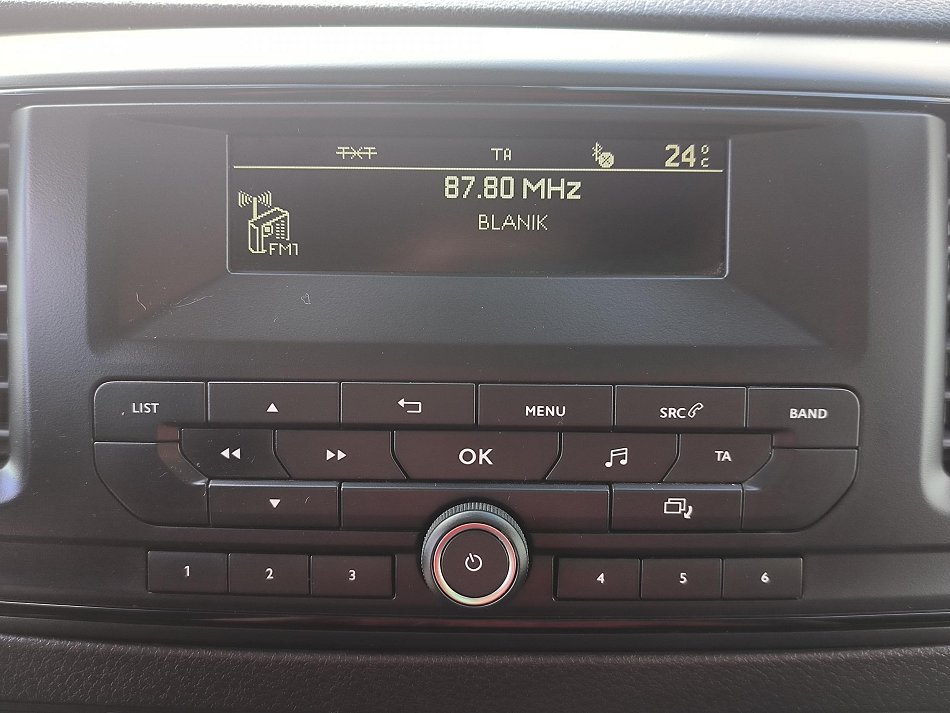 TXT TA 24°C
87.80 MHz
BLANIK
FM1
LIST MENU SRC BAND
OK TA
1 2 3 4 5 6